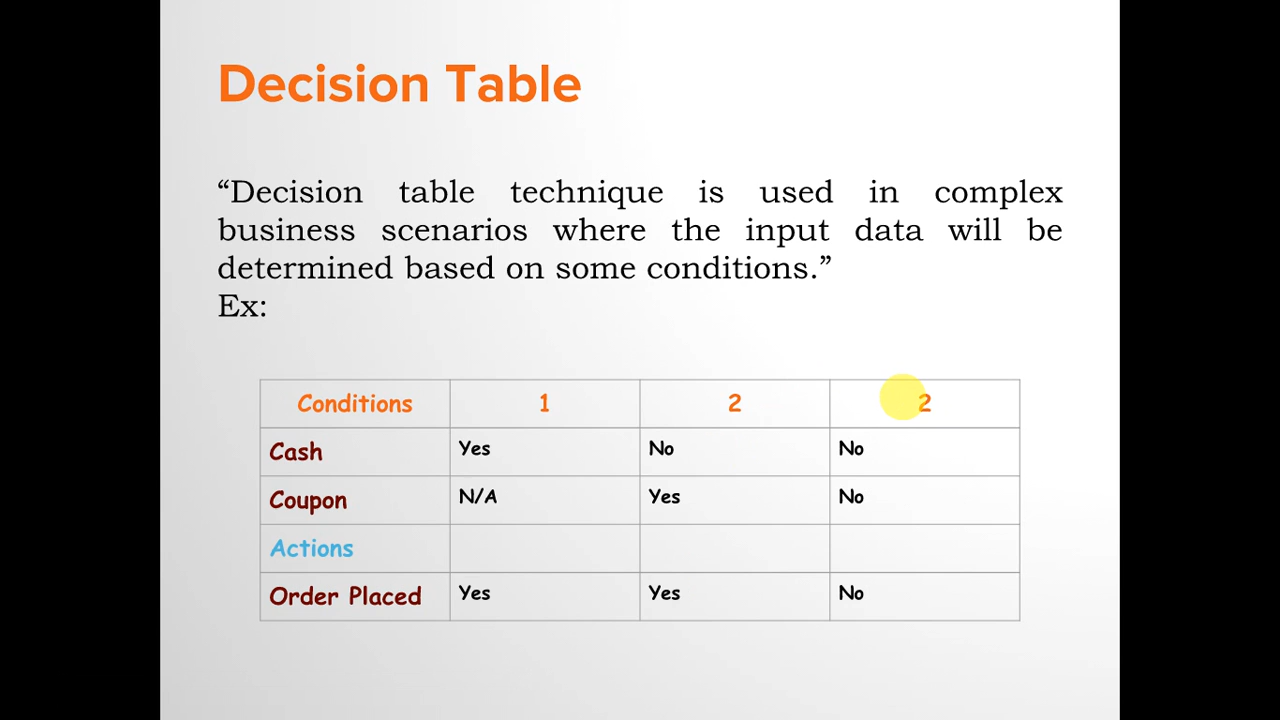 Decision Table
“Decision table technique is used in complex
business scenarios where the input data will be
determined based on some conditions.”
Ex:
Conditions 1 2 2
Cash Yes No No
Coupon N/A Yes No
Actions
Order Placed Yes Yes No